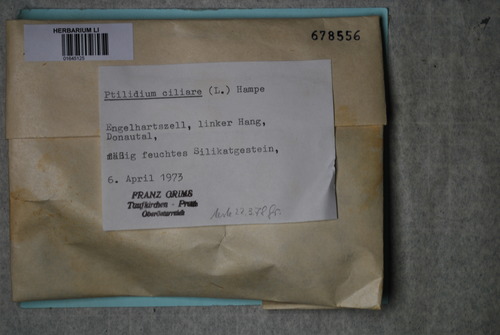 HERBARIUM LI
678556
Ptilidium ciliare (L.) Hampe
Engelhartszell, linker Hang,
Donautal,
mäßig feuchtes Silikatgestein,
6. April 1973
FRANZ GRIMS
Taufkirchen - Pram
Oberösterreich